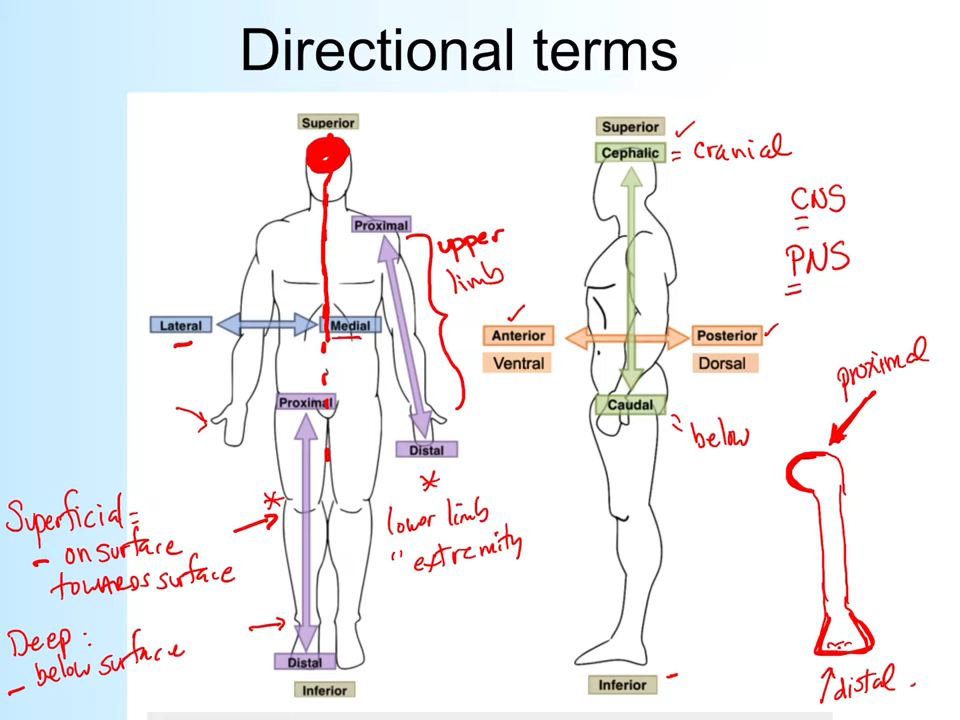 Directional terms
Superior
Proximal
upper
limb
Lateral
Medial
Proximal
Distal
*
*
lower limb
" extremity
Superficial =
- on surface
towards surface
Deep :
- below surface
Distal
Inferior
Superior
Cephalic
= cranial
CNS
PNS
Anterior
Posterior
Ventral
Dorsal
Caudal
= below
Inferior
proximal
distal .